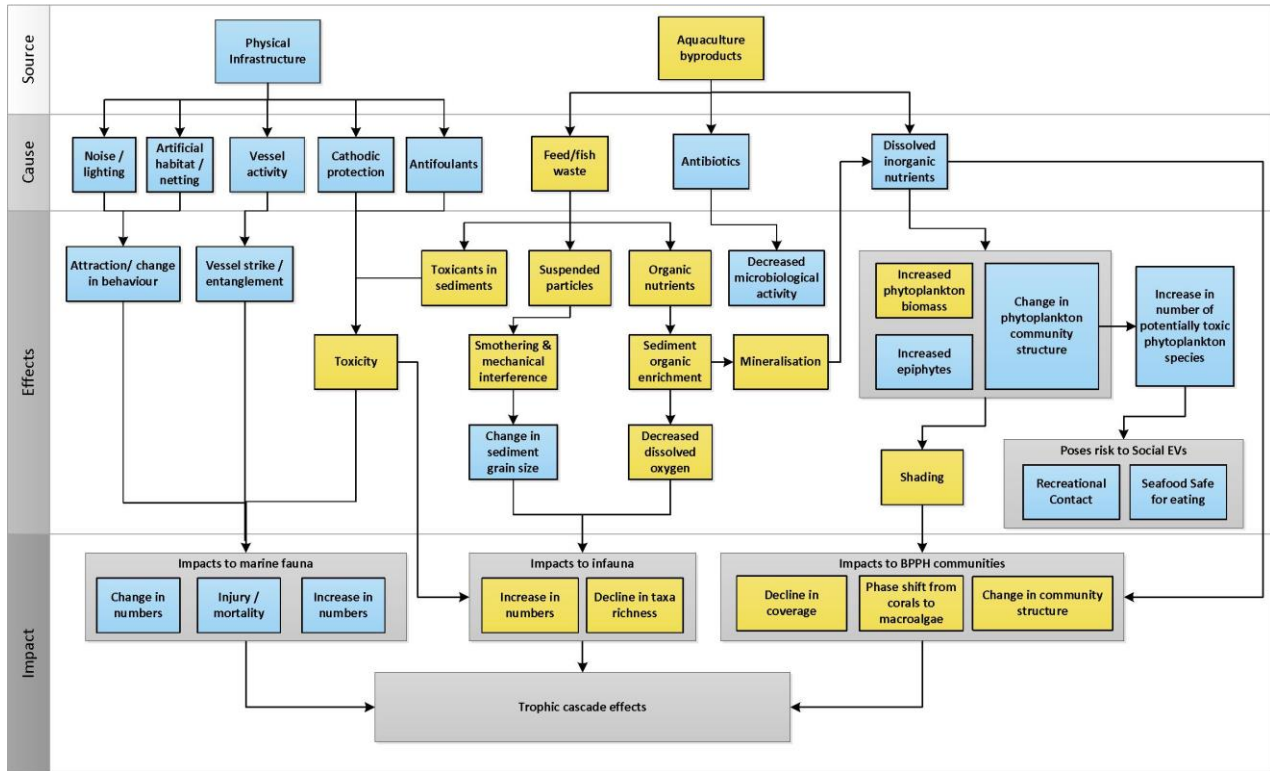 Source
Physical
Infrastructure
Aquaculture
byproducts
Cause
Noise /
lighting
Artificial
habitat /
netting
Vessel
activity
Cathodic
protection
Antifoulants
Feed/fish
waste
Antibiotics
Dissolved
inorganic
nutrients
Effects
Attraction/ change
in behaviour
Vessel strike /
entanglement
Toxicants in
sediments
Suspended
particles
Organic
nutrients
Decreased
microbiological
activity
Increased
phytoplankton
biomass
Increased
epiphytes
Change in
phytoplankton
community
structure
Increase in
number of
potentially toxic
phytoplankton
species
Toxicity
Smothering &
mechanical
interference
Sediment
organic
enrichment
Mineralisation
Change in
sediment
grain size
Decreased
dissolved
oxygen
Shading
Poses risk to Social EVs
Recreational
Contact
Seafood Safe
for eating
Impact
Impacts to marine fauna
Change in
numbers
Injury /
mortality
Increase in
numbers
Impacts to infauna
Increase in
numbers
Decline in taxa
richness
Impacts to BPPH communities
Decline in
coverage
Phase shift from
corals to
macroalgae
Change in community
structure
Trophic cascade effects